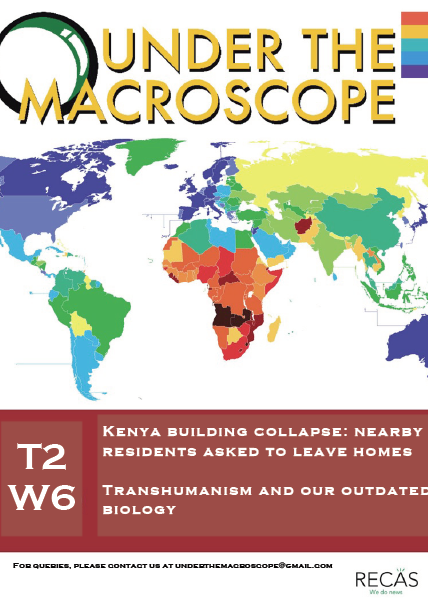 UNDER THE
MACROSCOPE
T2
W6
KENYA BUILDING COLLAPSE: NEARBY
RESIDENTS ASKED TO LEAVE HOMES
TRANSHUMANISM AND OUR OUTDATED
BIOLOGY
FOR QUERIES, PLEASE CONTACT US AT UNDERTHEMACROSCOPE@GMAIL.COM
RECAS
We do news